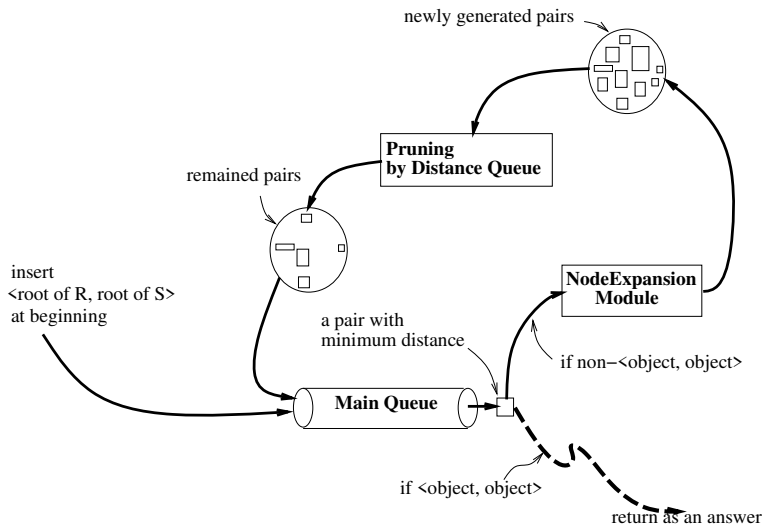 newly generated pairs
Pruning
by Distance Queue
remained pairs
insert
<root of R, root of S>
at beginning
NodeExpansion
Module
a pair with
minimum distance
if non-<object, object>
Main Queue
if <object, object>
return as an answer